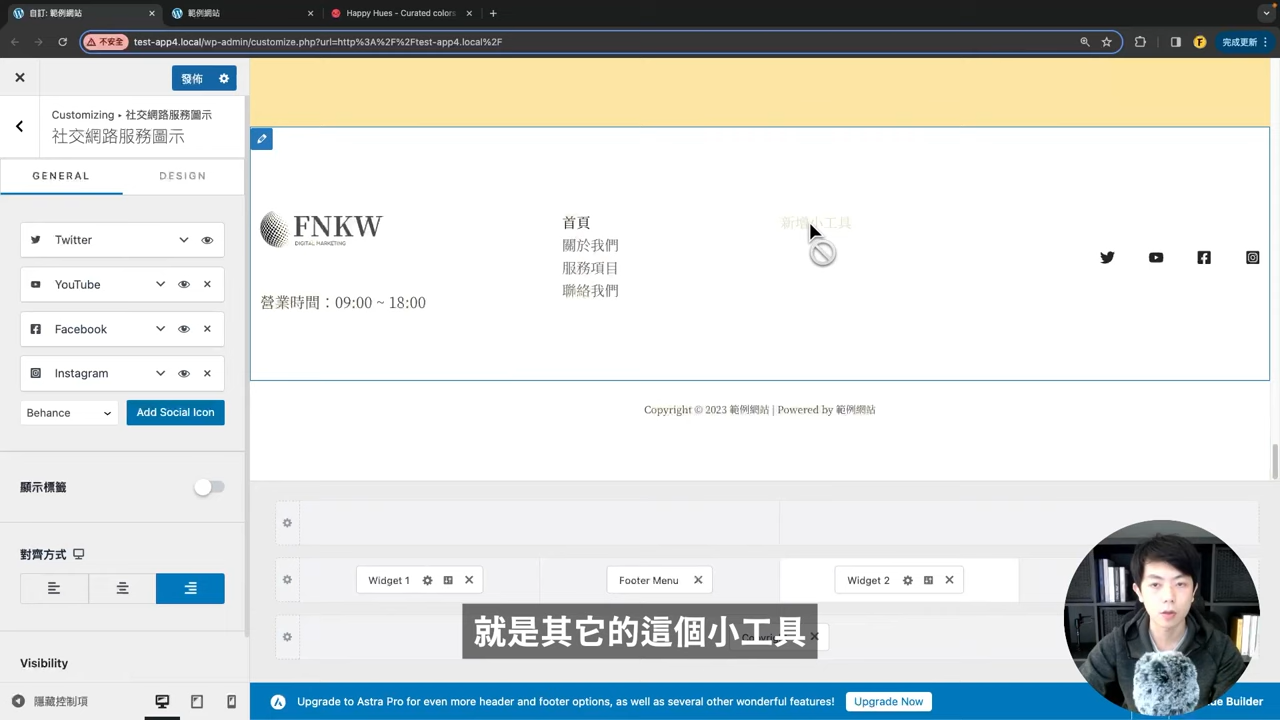 自訂: 範例網站
範例網站
Happy Hues - Curated colors
不安全
test-app4.local/wp-admin/customize.php?url=http%3A%2F%2Ftest-app4.local%2F
F
完成更新
發佈
Customizing ▸ 社交網路服務圖示
社交網路服務圖示
GENERAL
DESIGN
Twitter
YouTube
Facebook
Instagram
Behance
Add Social Icon
顯示標籤
對齊方式
Visibility
隱藏控制項
FNKW
DIGITAL MARKETING
營業時間：09:00 ~ 18:00
首頁
關於我們
服務項目
聯絡我們
新增小工具
Copyright © 2023 範例網站 | Powered by 範例網站
Widget 1
Footer Menu
Widget 2
就是其它的這個小工具
Upgrade to Astra Pro for even more header and footer options, as well as several other wonderful features!
Upgrade Now
Builder